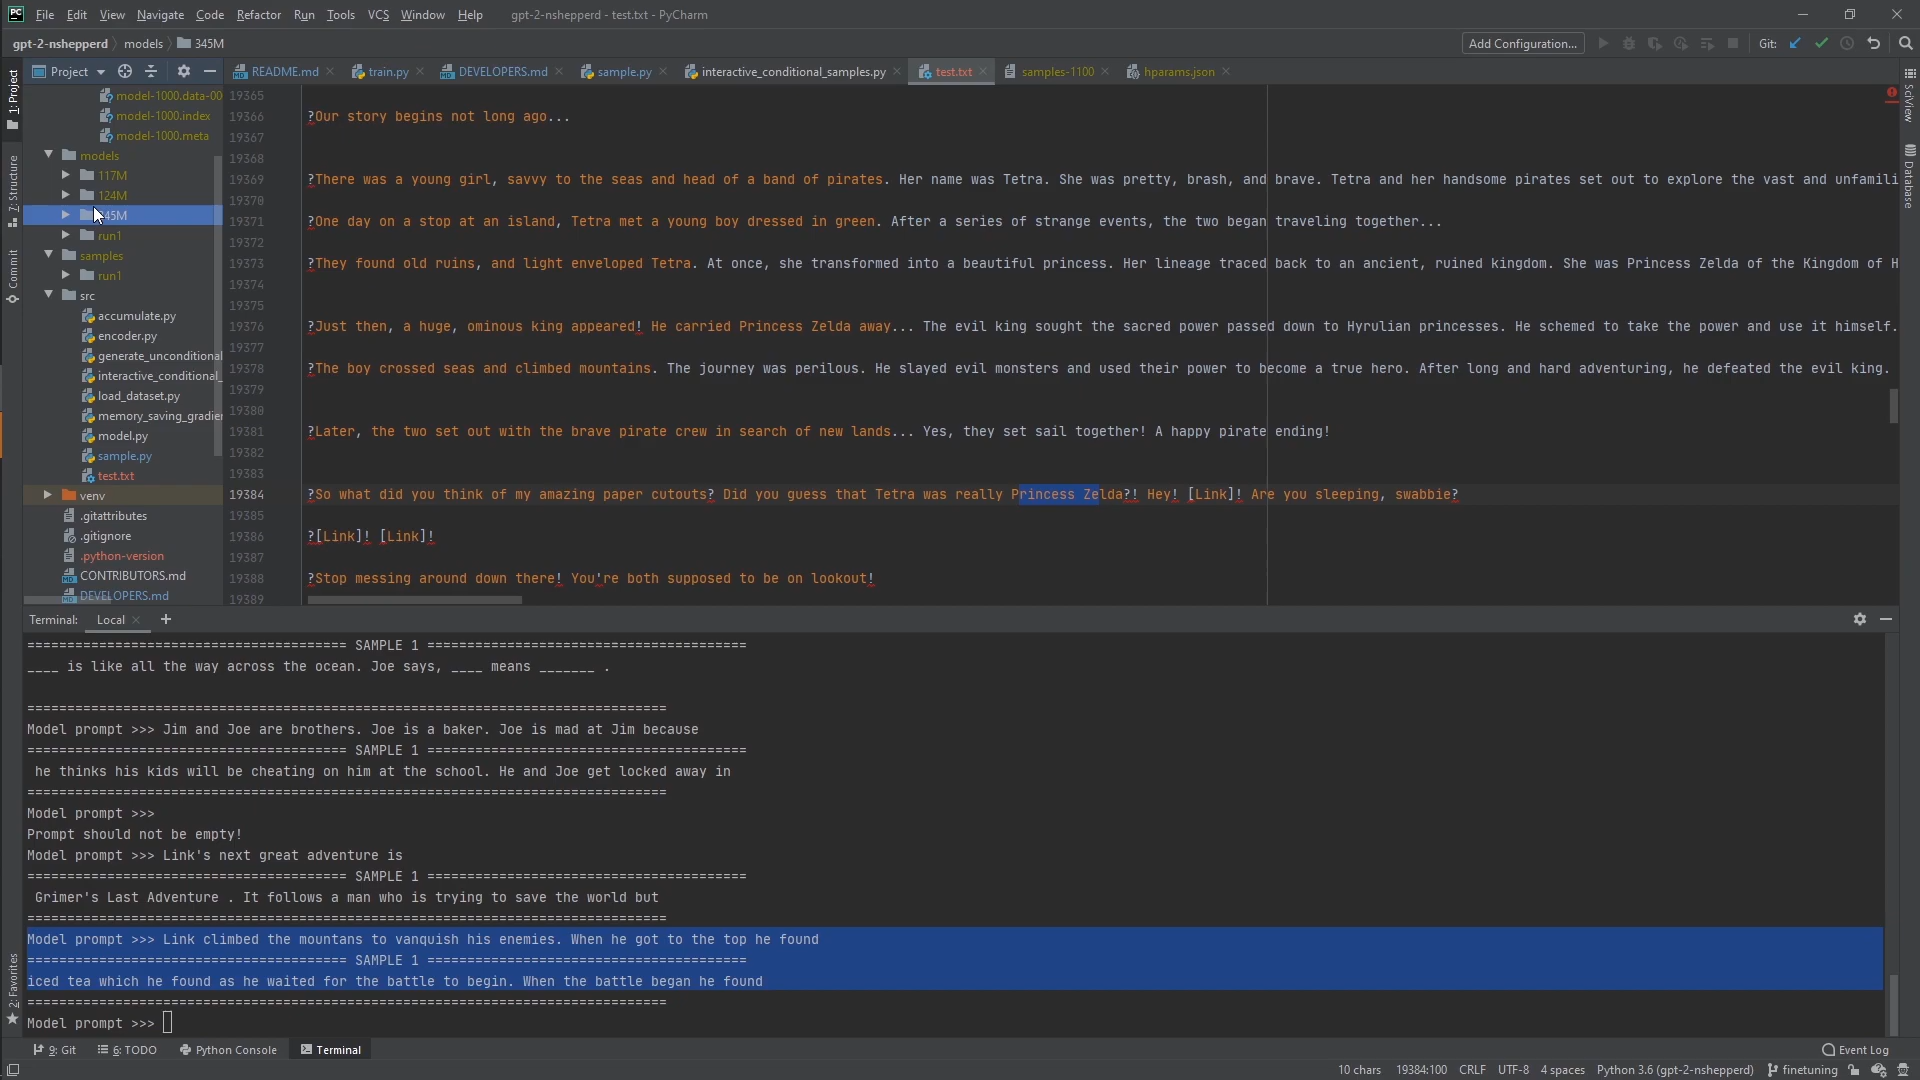 PC File Edit View Navigate Code Refactor Run Tools VCS Window Help gpt-2-nshepperd - test.txt - PyCharm
gpt-2-nshepperd models 345M Add Configuration... Git:
Project README.md train.py DEVELOPERS.md sample.py interactive_conditional_samples.py test.txt samples-1100 hparams.json
1: Project
7: Structure
Commit
2: Favorites
SciView
Database
model-1000.data-00
model-1000.index
model-1000.meta
models
117M
124M
345M
run1
samples
run1
src
accumulate.py
encoder.py
generate_unconditional
interactive_conditional_
load_dataset.py
memory_saving_gradie
model.py
sample.py
test.txt
venv
.gitattributes
.gitignore
.python-version
CONTRIBUTORS.md
DEVELOPERS.md
19365
19366 ?Our story begins not long ago...
19367
19368
19369 ?There was a young girl, savvy to the seas and head of a band of pirates. Her name was Tetra. She was pretty, brash, and brave. Tetra and her handsome pirates set out to explore the vast and unfamili
19370
19371 ?One day on a stop at an island, Tetra met a young boy dressed in green. After a series of strange events, the two began traveling together...
19372
19373 ?They found old ruins, and light enveloped Tetra. At once, she transformed into a beautiful princess. Her lineage traced back to an ancient, ruined kingdom. She was Princess Zelda of the Kingdom of H
19374
19375
19376 ?Just then, a huge, ominous king appeared! He carried Princess Zelda away... The evil king sought the sacred power passed down to Hyrulian princesses. He schemed to take the power and use it himself.
19377
19378 ?The boy crossed seas and climbed mountains. The journey was perilous. He slayed evil monsters and used their power to become a true hero. After long and hard adventuring, he defeated the evil king.
19379
19380
19381 ?Later, the two set out with the brave pirate crew in search of new lands... Yes, they set sail together! A happy pirate ending!
19382
19383
19384 ?So what did you think of my amazing paper cutouts? Did you guess that Tetra was really Princess Zelda?! Hey! [Link]! Are you sleeping, swabbie?
19385
19386 ?[Link]! [Link]!
19387
19388 ?Stop messing around down there! You're both supposed to be on lookout!
19389
Terminal: Local +
======================================== SAMPLE 1 ========================================
____ is like all the way across the ocean. Joe says, ____ means _______ .
================================================================================
Model prompt >>> Jim and Joe are brothers. Joe is a baker. Joe is mad at Jim because
======================================== SAMPLE 1 ========================================
he thinks his kids will be cheating on him at the school. He and Joe get locked away in
================================================================================
Model prompt >>>
Prompt should not be empty!
Model prompt >>> Link's next great adventure is
======================================== SAMPLE 1 ========================================
Grimer's Last Adventure . It follows a man who is trying to save the world but
================================================================================
Model prompt >>> Link climbed the mountans to vanquish his enemies. When he got to the top he found
======================================== SAMPLE 1 ========================================
iced tea which he found as he waited for the battle to begin. When the battle began he found
================================================================================
Model prompt >>>
9: Git 6: TODO Python Console Terminal Event Log
10 chars 19384:100 CRLF UTF-8 4 spaces Python 3.6 (gpt-2-nshepperd) finetuning